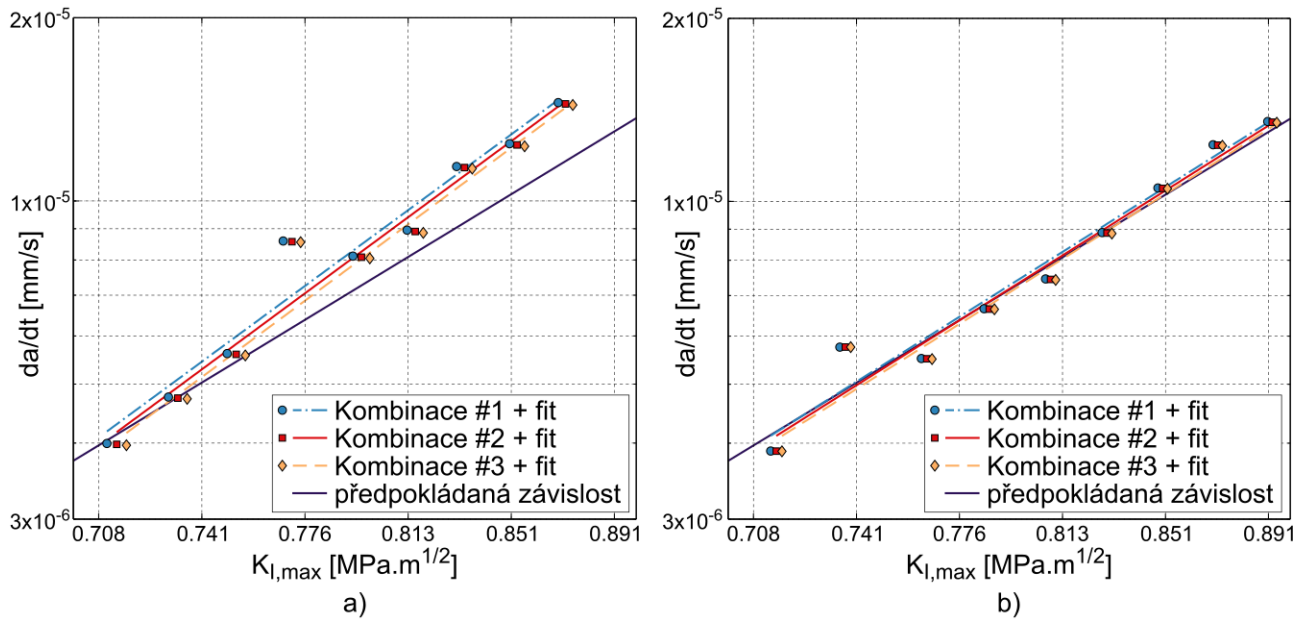 2x10-5
1x10-5
3x10-6
da/dt [mm/s]
Kombinace #1 + fit
Kombinace #2 + fit
Kombinace #3 + fit
předpokládaná závislost
0.708 0.741 0.776 0.813 0.851 0.891
KI,max [MPa.m1/2]
a)
2x10-5
1x10-5
3x10-6
da/dt [mm/s]
Kombinace #1 + fit
Kombinace #2 + fit
Kombinace #3 + fit
předpokládaná závislost
0.708 0.741 0.776 0.813 0.851 0.891
KI,max [MPa.m1/2]
b)